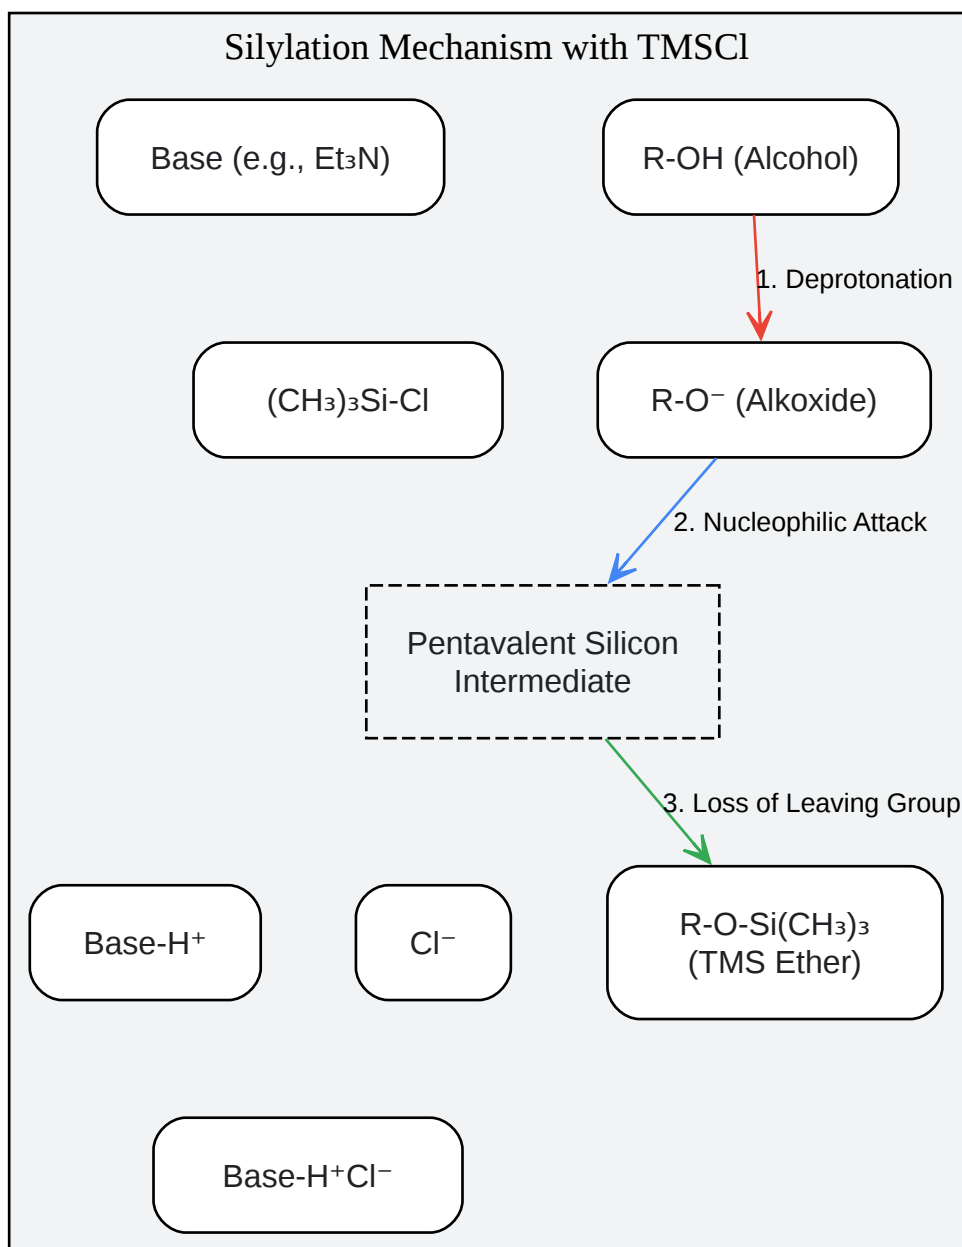 Silylation Mechanism with TMSCl
Base (e.g., Et₃N)
R-OH (Alcohol)
1. Deprotonation
(CH₃)₃Si-Cl
R-O⁻ (Alkoxide)
2. Nucleophilic Attack
Pentavalent Silicon
Intermediate
3. Loss of Leaving Group
Base-H⁺
Cl⁻
R-O-Si(CH₃)₃
(TMS Ether)
Base-H⁺Cl⁻